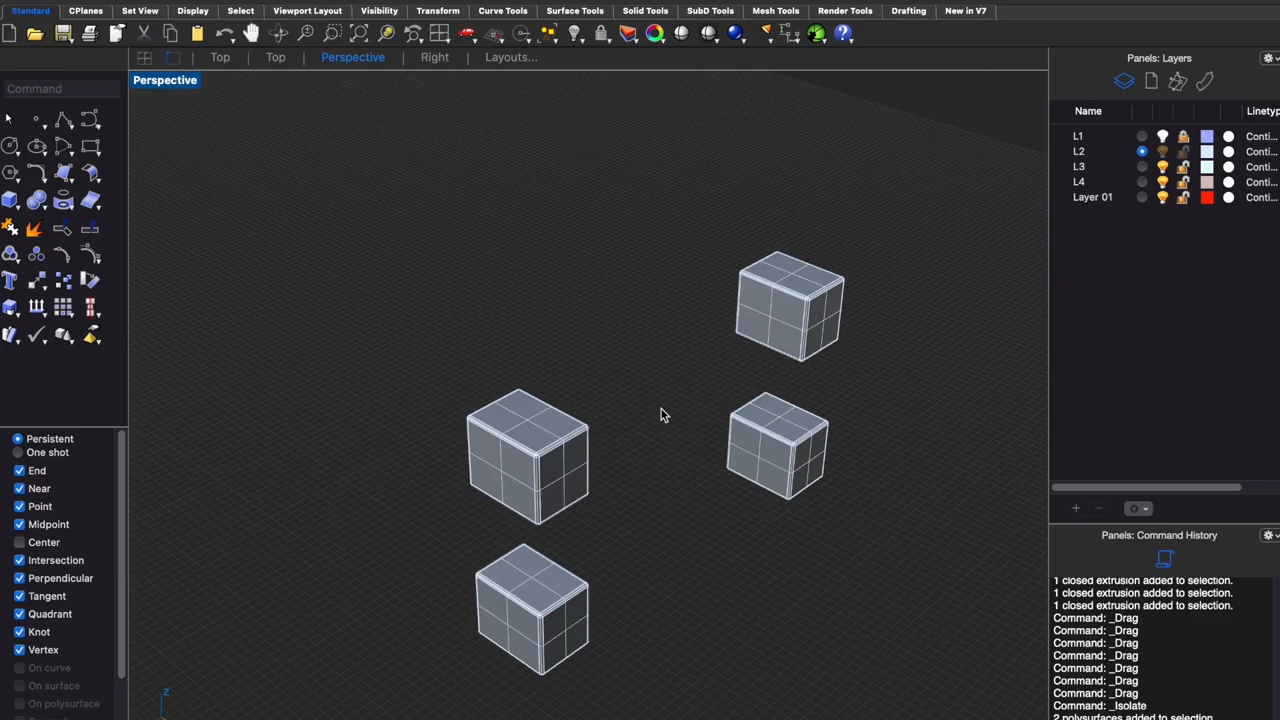 Standard CPlanes Set View Display Select Viewport Layout Visibility Transform Curve Tools Surface Tools Solid Tools SubD Tools Mesh Tools Render Tools Drafting New in V7
Top Top Perspective Right Layouts...
Perspective
Command
Persistent
One shot
End
Near
Point
Midpoint
Center
Intersection
Perpendicular
Tangent
Quadrant
Knot
Vertex
On curve
On surface
On polysurface
z
Panels: Layers
Name Linetyp
L1 Conti...
L2 Conti...
L3 Conti...
L4 Conti...
Layer 01 Conti...
Panels: Command History
1 closed extrusion added to selection.
1 closed extrusion added to selection.
1 closed extrusion added to selection.
Command: _Drag
Command: _Drag
Command: _Drag
Command: _Drag
Command: _Drag
Command: _Drag
Command: _Drag
Command: _Isolate
2 polysurfaces added to selection